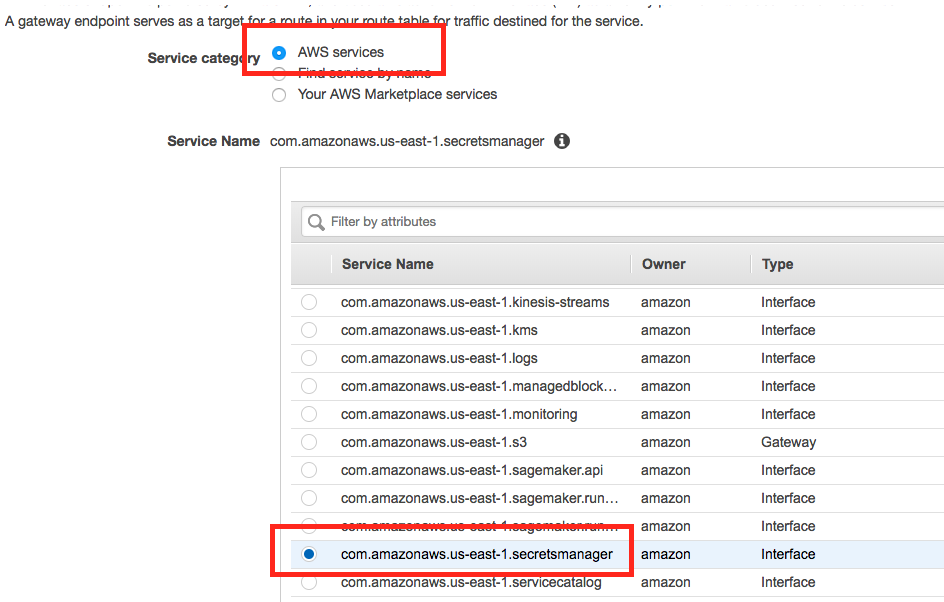 A gateway endpoint serves as a target for a route in your route table for traffic destined for the service.
Service category
AWS services
Find service by name
Your AWS Marketplace services
Service Name com.amazonaws.us-east-1.secretsmanager
Filter by attributes
Service Name Owner Type
com.amazonaws.us-east-1.kinesis-streams amazon Interface
com.amazonaws.us-east-1.kms amazon Interface
com.amazonaws.us-east-1.logs amazon Interface
com.amazonaws.us-east-1.managedblock... amazon Interface
com.amazonaws.us-east-1.monitoring amazon Interface
com.amazonaws.us-east-1.s3 amazon Gateway
com.amazonaws.us-east-1.sagemaker.api amazon Interface
com.amazonaws.us-east-1.sagemaker.run... amazon Interface
com.amazonaws.us-east-1.sagemaker.run... amazon Interface
com.amazonaws.us-east-1.secretsmanager amazon Interface
com.amazonaws.us-east-1.servicecatalog amazon Interface